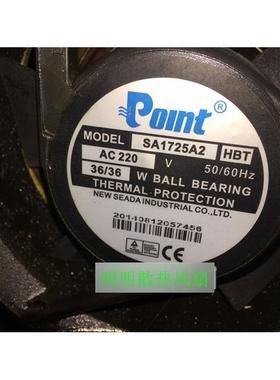 Point ®
MODEL SA1725A2 HBT
AC 220 V 50/60Hz
36/36 W BALL BEARING
THERMAL PROTECTION
NEW SEADA INDUSTRIAL CO.,LTD.
CE
明明散热风扇